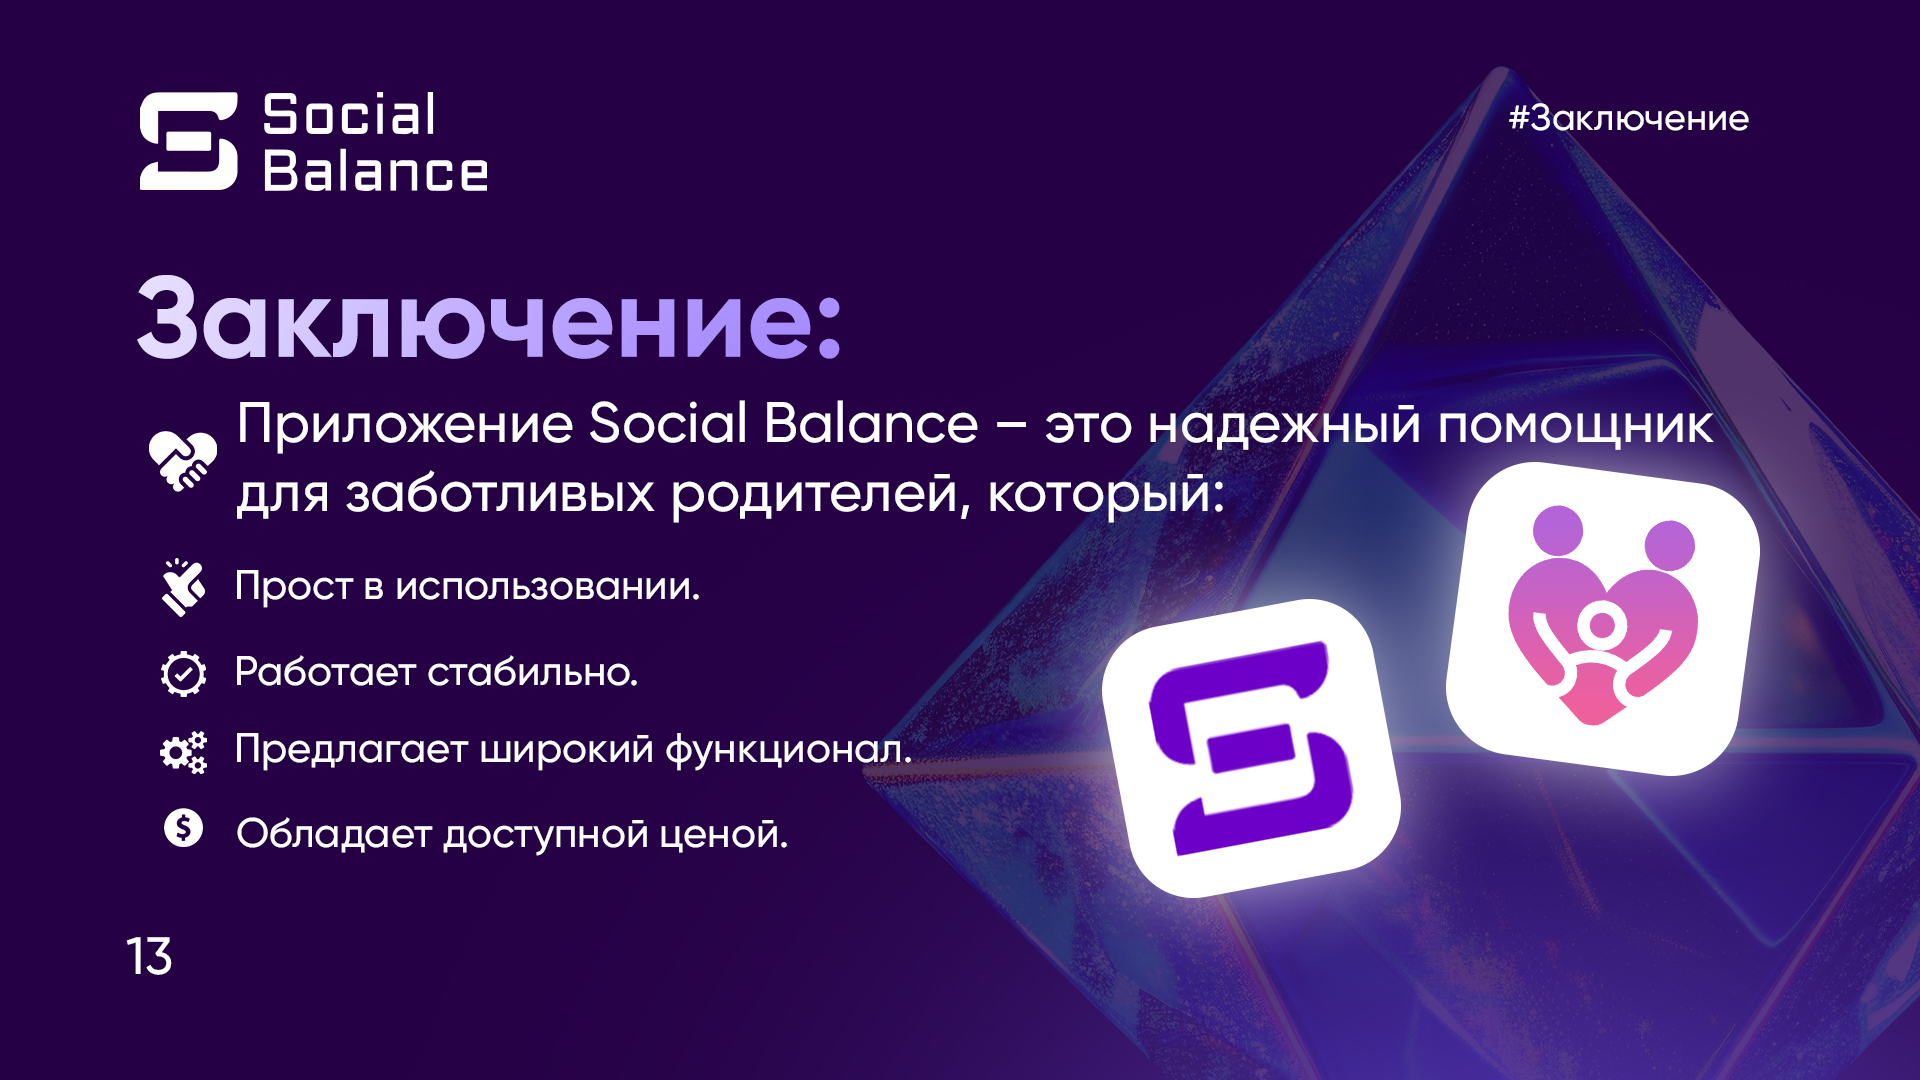 Social
Balance
#Заключение
Заключение:
Приложение Social Balance – это надежный помощник
для заботливых родителей, который:
Прост в использовании.
Работает стабильно.
Предлагает широкий функционал.
$
Обладает доступной ценой.
13